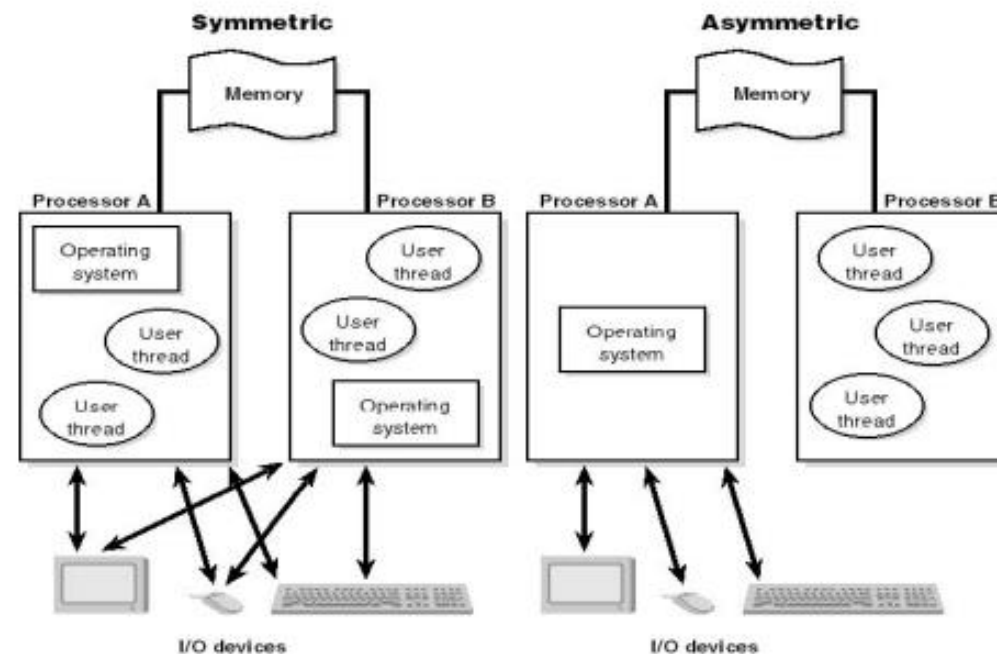 Symmetric
Memory
Processor A
Processor B
Operating
system
User
thread
User
thread
User
thread
User
thread
Operating
system
I/O devices
Asymmetric
Memory
Processor A
Processor B
Operating
system
User
thread
User
thread
User
thread
I/O devices